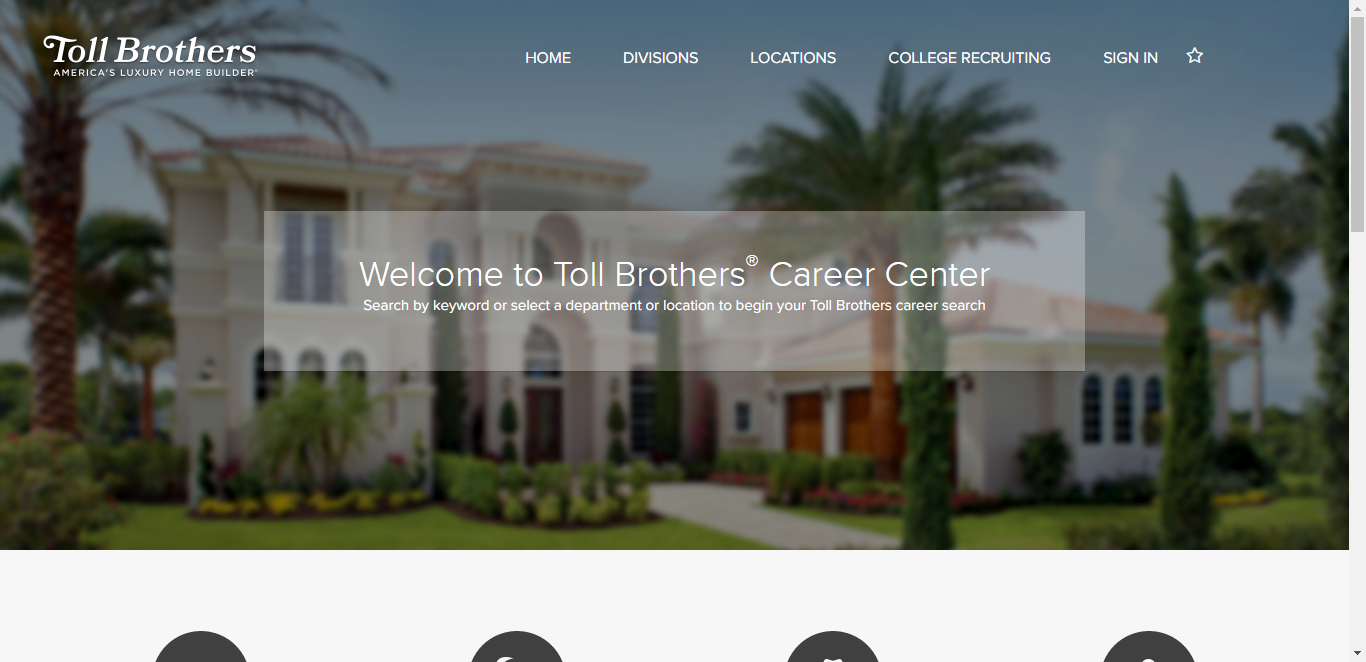 Toll Brothers
AMERICA'S LUXURY HOME BUILDER®
HOME
DIVISIONS
LOCATIONS
COLLEGE RECRUITING
SIGN IN
Welcome to Toll Brothers® Career Center
Search by keyword or select a department or location to begin your Toll Brothers career search